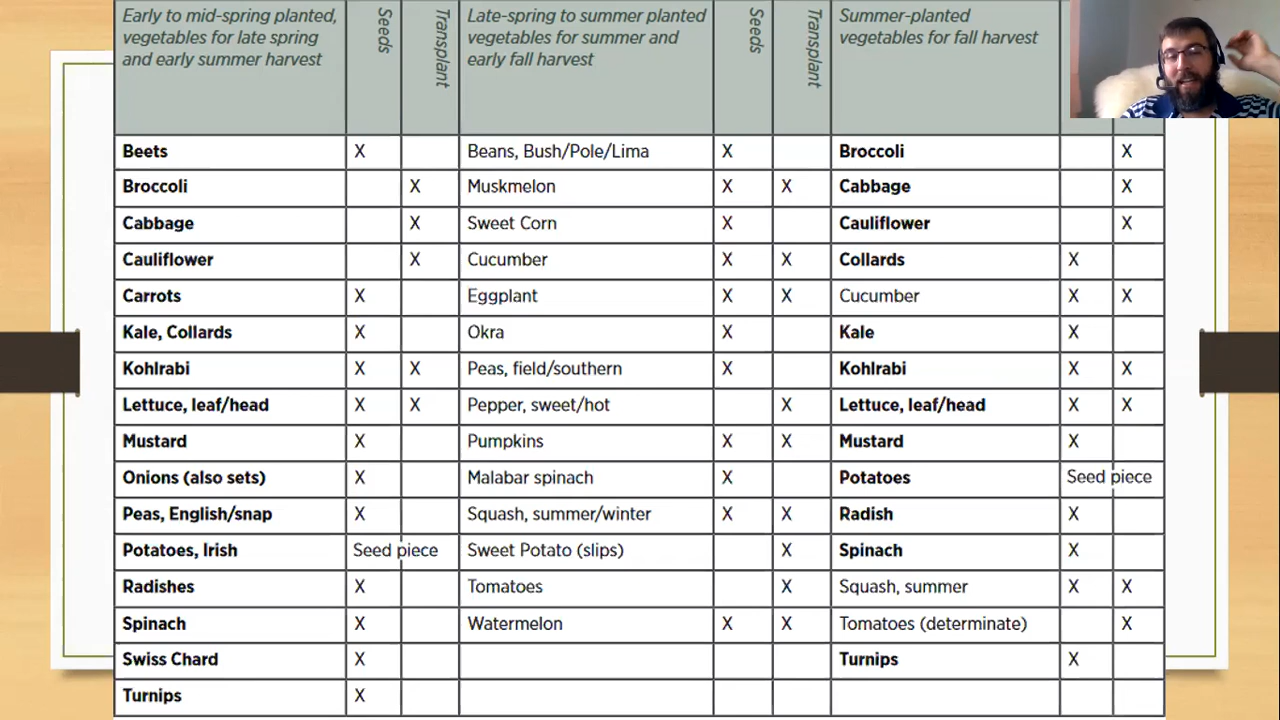 Early to mid-spring planted, vegetables for late spring and early summer harvest Seeds Transplant Late-spring to summer planted vegetables for summer and early fall harvest Seeds Transplant Summer-planted vegetables for fall harvest
Beets X Beans, Bush/Pole/Lima X Broccoli X
Broccoli X Muskmelon X X Cabbage X
Cabbage X Sweet Corn X Cauliflower X
Cauliflower X Cucumber X X Collards X
Carrots X Eggplant X X Cucumber X X
Kale, Collards X Okra X Kale X
Kohlrabi X X Peas, field/southern X Kohlrabi X X
Lettuce, leaf/head X X Pepper, sweet/hot X Lettuce, leaf/head X X
Mustard X Pumpkins X X Mustard X
Onions (also sets) X Malabar spinach X Potatoes Seed piece
Peas, English/snap X Squash, summer/winter X X Radish X
Potatoes, Irish Seed piece Sweet Potato (slips) X Spinach X
Radishes X Tomatoes X Squash, summer X X
Spinach X Watermelon X X Tomatoes (determinate) X
Swiss Chard X Turnips X
Turnips X